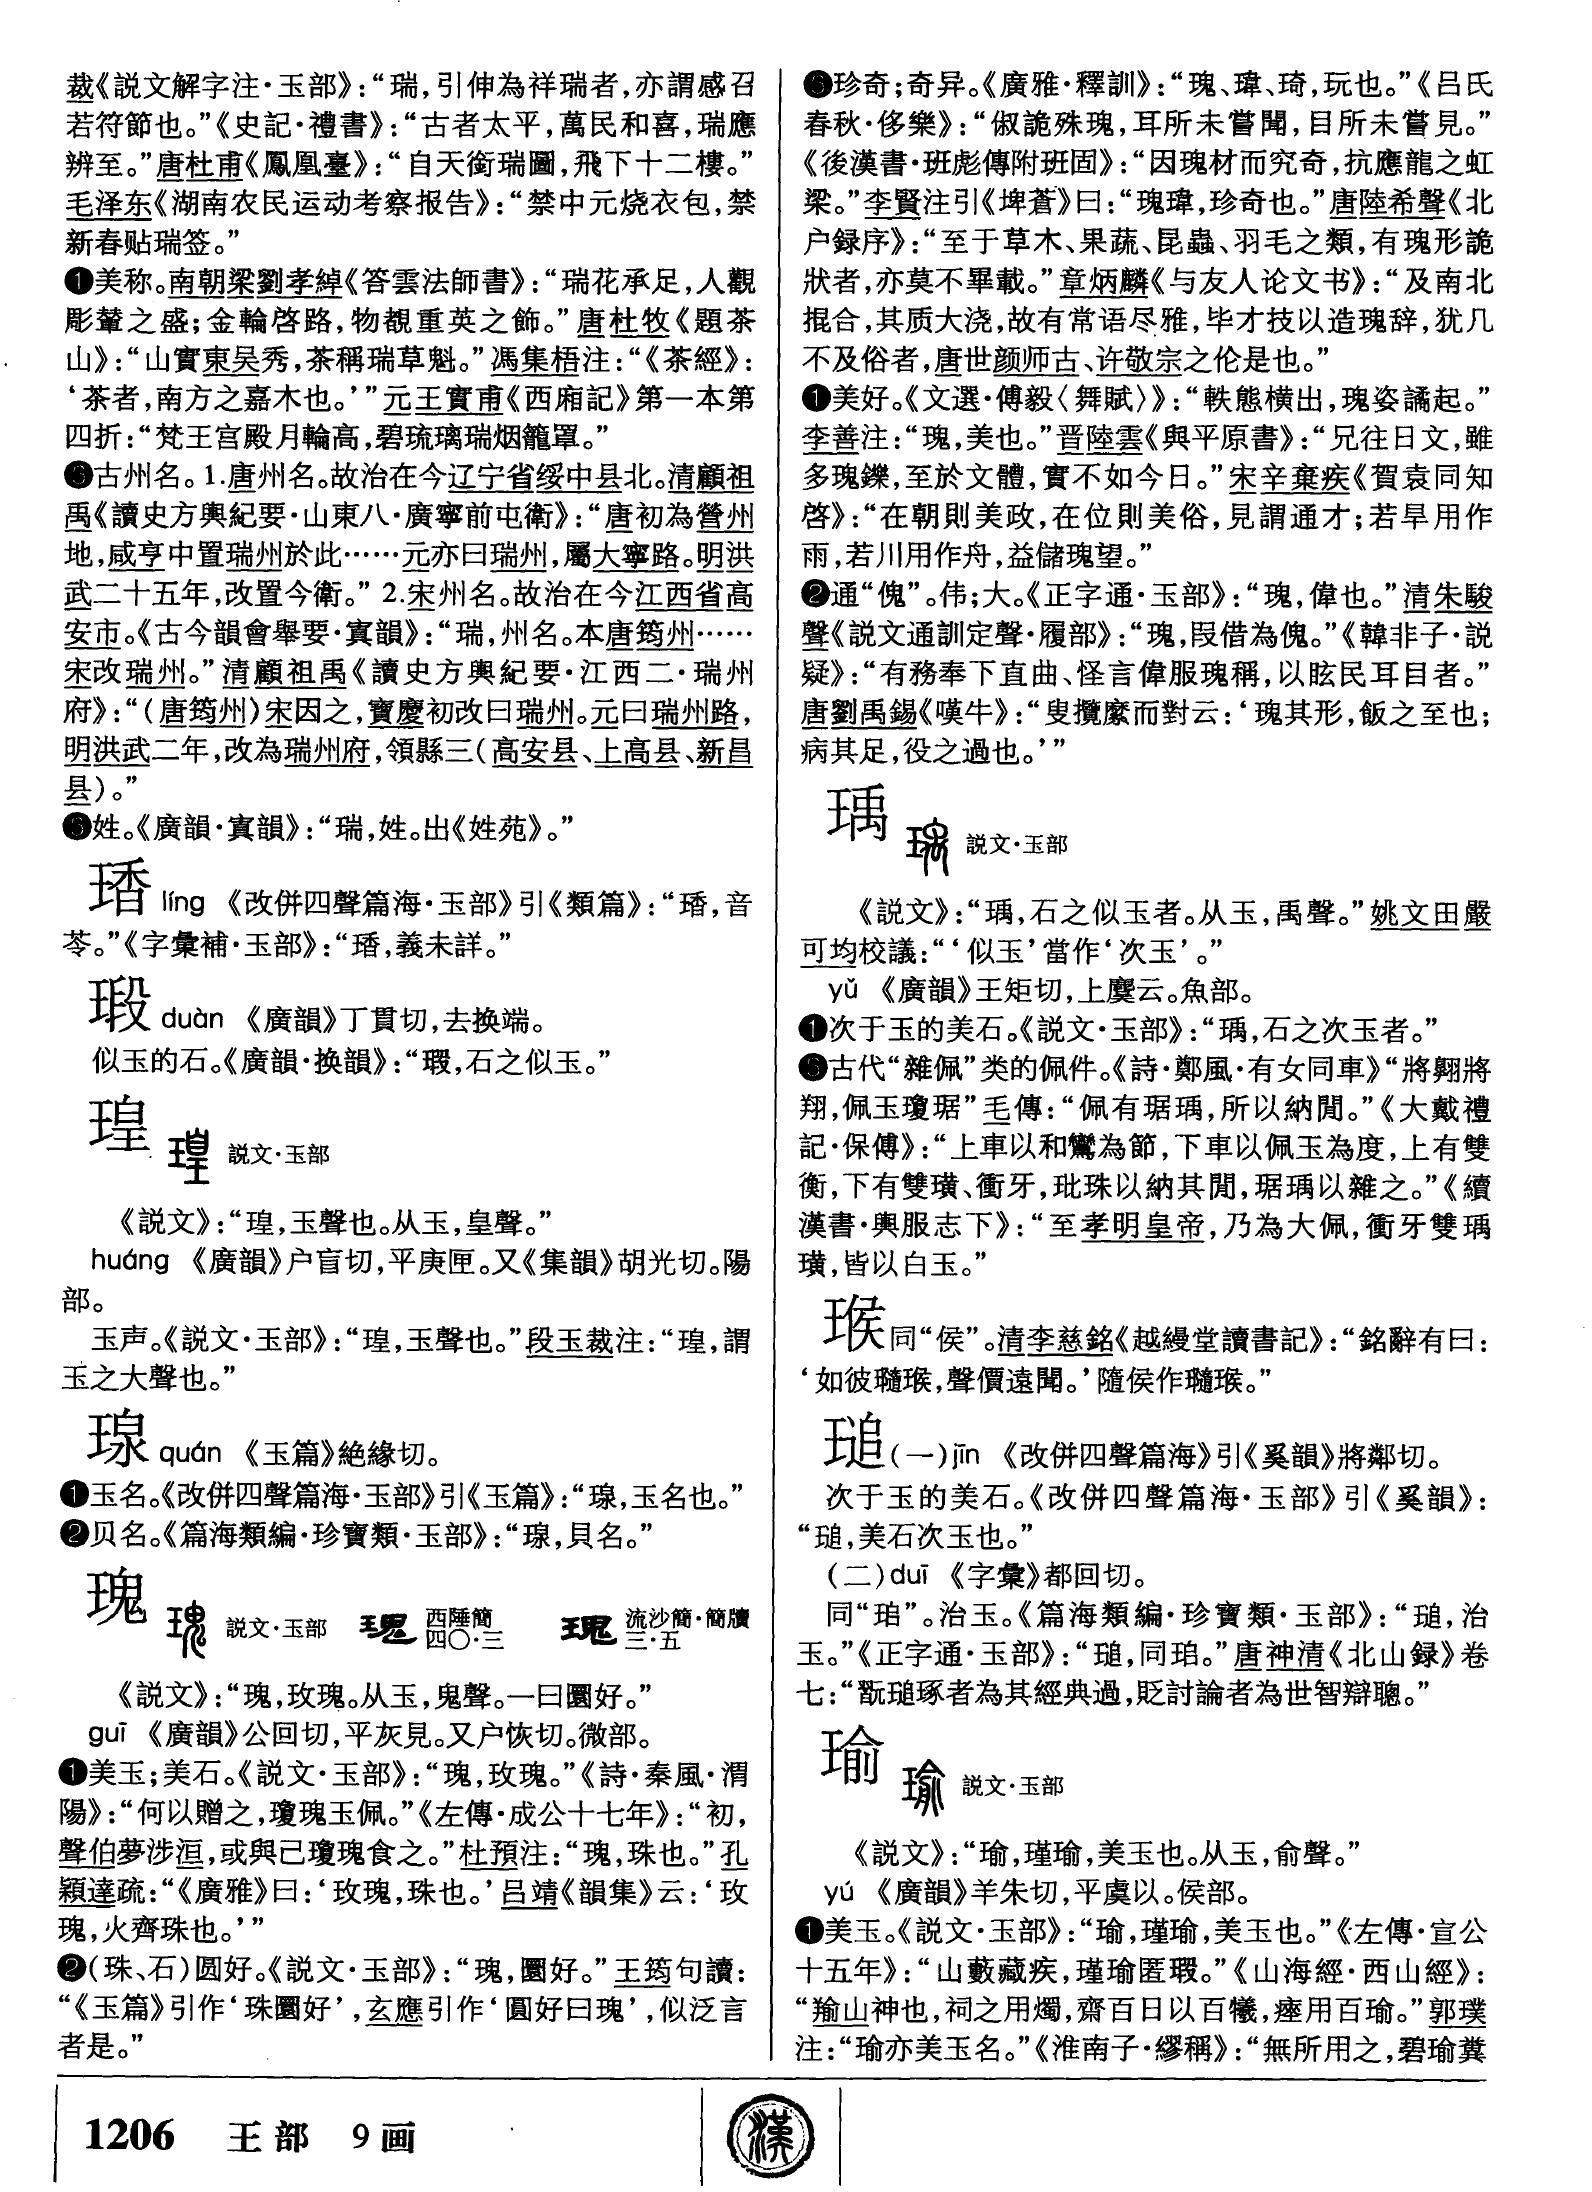 裁《説文解字注·玉部》：“瑞，引伸為祥瑞者，亦謂感召
若符節也。”《史記·禮書》：“古者太平，萬民和喜，瑞應
辨至。”唐杜甫《鳳凰臺》：“自天銜瑞圖，飛下十二樓。”
毛泽东《湖南农民运动考察报告》：“禁中元烧衣包，禁
新春贴瑞签。”
❶美称。南朝梁劉孝綽《答雲法師書》：“瑞花承足，人觀
彫輦之盛；金輪啓路，物覩重英之飾。”唐杜牧《題茶
山》：“山實東吴秀，茶稱瑞草魁。”馮集梧注：“《茶經》：
‘茶者，南方之嘉木也。’”元王實甫《西廂記》第一本第
四折：“梵王宫殿月輪高，碧琉璃瑞烟籠罩。”
❻古州名。1.唐州名。故治在今辽宁省绥中县北。清顧祖
禹《讀史方輿紀要·山東八·廣寧前屯衛》：“唐初為營州
地，咸亨中置瑞州於此……元亦曰瑞州，屬大寧路。明洪
武二十五年，改置今衛。”2.宋州名。故治在今江西省高
安市。《古今韻會舉要·寘韻》：“瑞，州名。本唐筠州……
宋改瑞州。”清顧祖禹《讀史方輿紀要·江西二·瑞州
府》：“（唐筠州）宋因之，寶慶初改曰瑞州。元曰瑞州路，
明洪武二年，改為瑞州府，領縣三（高安县、上高县、新昌
县）。”
❻姓。《廣韻·寘韻》：“瑞，姓。出《姓苑》。”
líng 《改併四聲篇海·玉部》引《類篇》：“，音
苓。”《字彙補·玉部》：“，義未詳。”
瑖 duàn 《廣韻》丁貫切，去换端。
似玉的石。《廣韻·换韻》：“瑖，石之似玉。”
瑝 説文·玉部
《説文》：“瑝，玉聲也。从玉，皇聲。”
huáng 《廣韻》户盲切，平庚匣。又《集韻》胡光切。陽
部。
玉声。《説文·玉部》：“瑝，玉聲也。”段玉裁注：“瑝，謂
玉之大聲也。”
瑔 quán 《玉篇》絶緣切。
❶玉名。《改併四聲篇海·玉部》引《玉篇》：“瑔，玉名也。”
❷贝名。《篇海類編·珍寶類·玉部》：“瑔，貝名。”
瑰 説文·玉部 西陲簡四〇·三 流沙簡·簡牘三·五
《説文》：“瑰，玫瑰。从玉，鬼聲。一曰圜好。”
guī 《廣韻》公回切，平灰見。又户恢切。微部。
❶美玉；美石。《説文·玉部》：“瑰，玫瑰。”《詩·秦風·渭
陽》：“何以贈之，瓊瑰玉佩。”《左傳·成公十七年》：“初，
聲伯夢涉洹，或與己瓊瑰食之。”杜預注：“瑰，珠也。”孔
穎達疏：“《廣雅》曰：‘玫瑰，珠也。’吕靖《韻集》云：‘玫
瑰，火齊珠也。’”
❷（珠、石）圆好。《説文·玉部》：“瑰，圜好。”王筠句讀：
“《玉篇》引作‘珠圜好’，玄應引作‘圓好曰瑰’，似泛言
者是。”
❻珍奇；奇异。《廣雅·釋訓》：“瑰、瑋、琦，玩也。”《吕氏
春秋·侈樂》：“俶詭殊瑰，耳所未嘗聞，目所未嘗見。”
《後漢書·班彪傳附班固》：“因瑰材而究奇，抗應龍之虹
梁。”李賢注引《埤蒼》曰：“瑰瑋，珍奇也。”唐陸希聲《北
户録序》：“至于草木、果蔬、昆蟲、羽毛之類，有瑰形詭
狀者，亦莫不畢載。”章炳麟《与友人论文书》：“及南北
掍合，其质大浇，故有常语尽雅，毕才技以造瑰辞，犹几
不及俗者，唐世颜师古、许敬宗之伦是也。”
❶美好。《文選·傅毅〈舞賦〉》：“軼態横出，瑰姿譎起。”
李善注：“瑰，美也。”晋陸雲《與平原書》：“兄往日文，雖
多瑰鑠，至於文體，實不如今日。”宋辛棄疾《賀袁同知
啓》：“在朝則美政，在位則美俗，見謂通才；若旱用作
雨，若川用作舟，益儲瑰望。”
❷通“傀”。伟；大。《正字通·玉部》：“瑰，偉也。”清朱駿
聲《説文通訓定聲·履部》：“瑰，叚借為傀。”《韓非子·説
疑》：“有務奉下直曲、怪言偉服瑰稱，以眩民耳目者。”
唐劉禹錫《嘆牛》：“叟攬縻而對云：‘瑰其形，飯之至也；
病其足，役之過也。’”
瑀 説文·玉部
《説文》：“瑀，石之似玉者。从玉，禹聲。”姚文田嚴
可均校議：“‘似玉’當作‘次玉’。”
yǔ 《廣韻》王矩切，上麌云。魚部。
❶次于玉的美石。《説文·玉部》：“瑀，石之次玉者。”
❻古代“雜佩”类的佩件。《詩·鄭風·有女同車》“將翱將
翔，佩玉瓊琚”毛傳：“佩有琚瑀，所以納閒。”《大戴禮
記·保傅》：“上車以和鸞為節，下車以佩玉為度，上有雙
衡，下有雙璜、衝牙，玭珠以納其閒，琚瑀以雜之。”《續
漢書·輿服志下》：“至孝明皇帝，乃為大佩，衝牙雙瑀
璜，皆以白玉。”
㺅同“侯”。清李慈銘《越縵堂讀書記》：“銘辭有曰：
‘如彼瓍㺅，聲價遠聞。’隨侯作瓍㺅。”
㻐（一）jīn 《改併四聲篇海》引《奚韻》將鄰切。
次于玉的美石。《改併四聲篇海·玉部》引《奚韻》：
“㻐，美石次玉也。”
（二）duī 《字彙》都回切。
同“㻐”。治玉。《篇海類編·珍寶類·玉部》：“㻐，治
玉。”《正字通·玉部》：“㻐，同。”唐神清《北山録》卷
七：“翫㻐琢者為其經典過，貶討論者為世智辯聰。”
瑜 説文·玉部
《説文》：“瑜，瑾瑜，美玉也。从玉，俞聲。”
yú 《廣韻》羊朱切，平虞以。侯部。
❶美玉。《説文·玉部》：“瑜，瑾瑜，美玉也。”《左傳·宣公
十五年》：“山藪藏疾，瑾瑜匿瑕。”《山海經·西山經》：
“羭山神也，祠之用燭，齋百日以百犧，瘞用百瑜。”郭璞
注：“瑜亦美玉名。”《淮南子·繆稱》：“無所用之，碧瑜糞
1206 王部 9画
漢